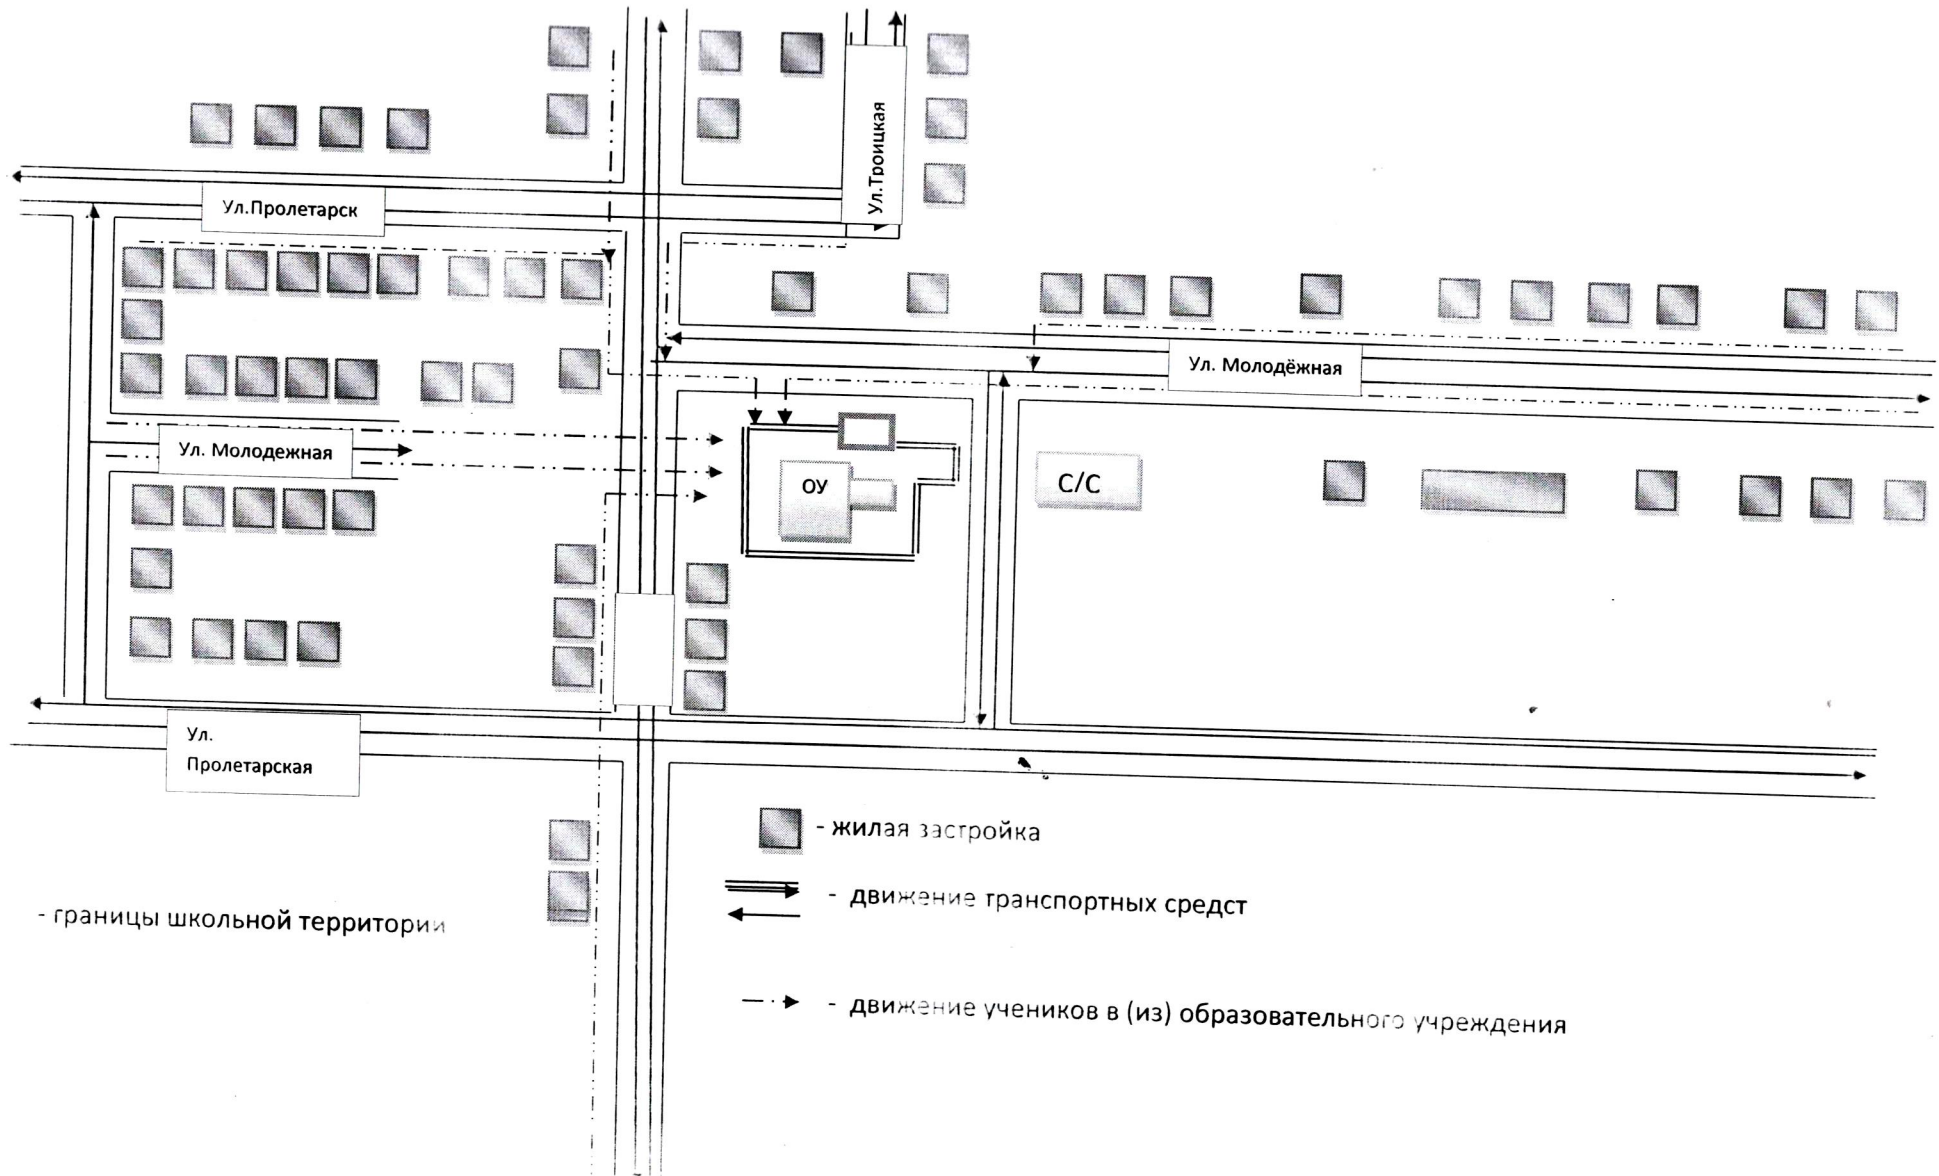 Ул.Троицкая
Ул.Пролетарск
Ул. Молодёжная
Ул. Молодежная
ОУ
С/С
Ул.
Пролетарская
- жилая застройка
- движение транспортных средст
- границы школьной территории
- движение учеников в (из) образовательного учреждения